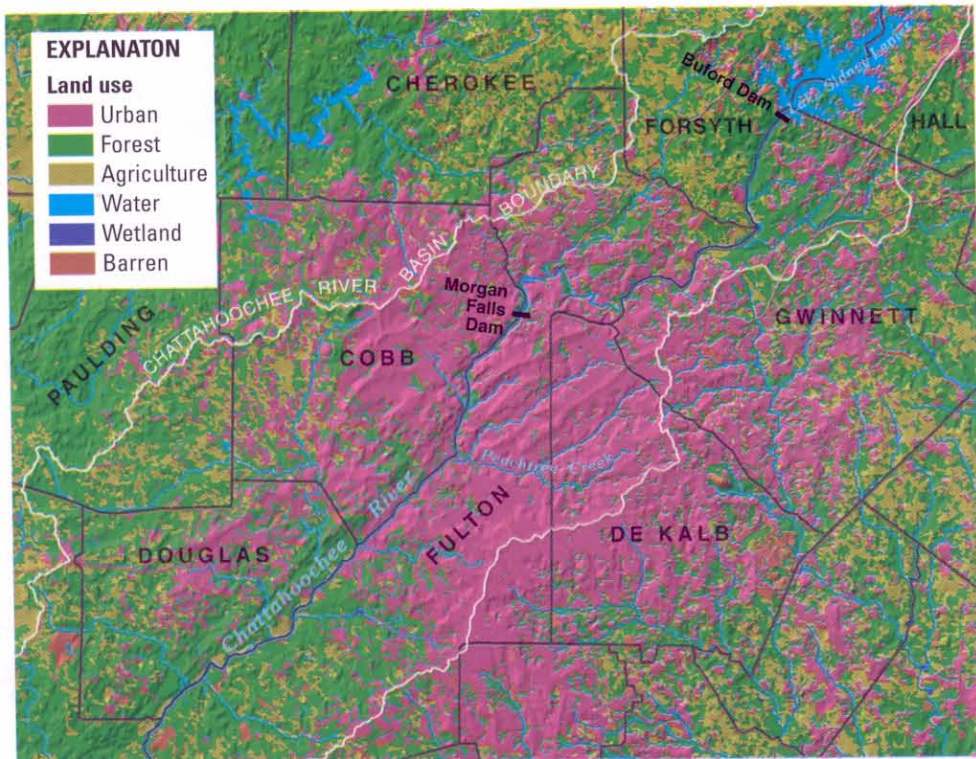 EXPLANATON
Land use
Urban
Forest
Agriculture
Water
Wetland
Barren
CHEROKEE
Buford Dam
Lake Sidney Lanier
FORSYTH
HALL
CHATTAHOOCHEE RIVER BASIN BOUNDARY
Morgan
Falls
Dam
PAULDING
COBB
GWINNETT
Peachtree Creek
Chattahoochee River
FULTON
DE KALB
DOUGLAS